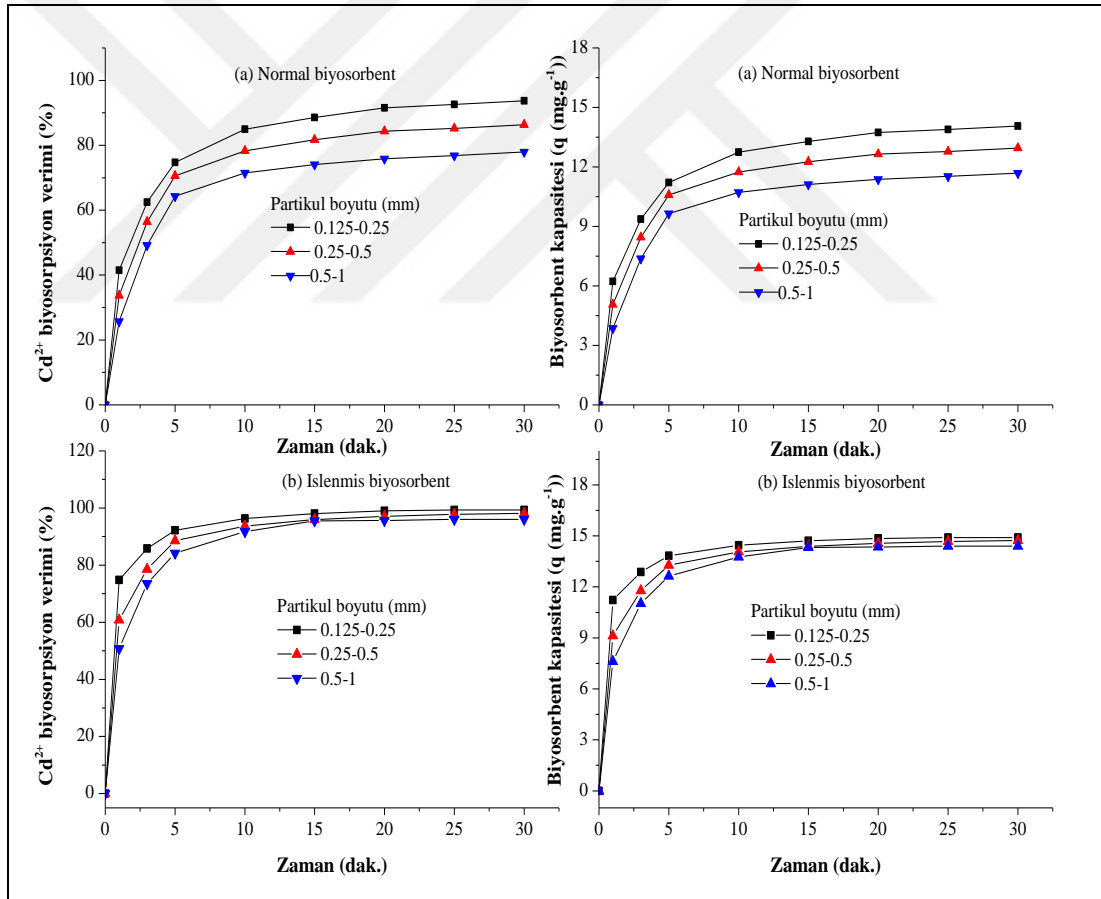 (a) Normal biyosorbent
Cd²⁺ biyosorpsiyon verimi (%)
100
80
60
40
20
0
Partikul boyutu (mm)
0.125-0.25
0.25-0.5
0.5-1
0 5 10 15 20 25 30
Zaman (dak.)
(a) Normal biyosorbent
Biyosorbent kapasitesi (q (mg.g⁻¹))
18
15
12
9
6
3
0
Partikul boyutu (mm)
0.125-0.25
0.25-0.5
0.5-1
0 5 10 15 20 25 30
Zaman (dak.)
(b) Islenmis biyosorbent
Cd²⁺ biyosorpsiyon verimi (%)
120
100
80
60
40
20
0
Partikul boyutu (mm)
0.125-0.25
0.25-0.5
0.5-1
0 5 10 15 20 25 30
Zaman (dak.)
(b) Islenmis biyosorbent
Biyosorbent kapasitesi (q (mg.g⁻¹))
18
15
12
9
6
3
0
Partikul boyutu (mm)
0.125-0.25
0.25-0.5
0.5-1
0 5 10 15 20 25 30
Zaman (dak.)